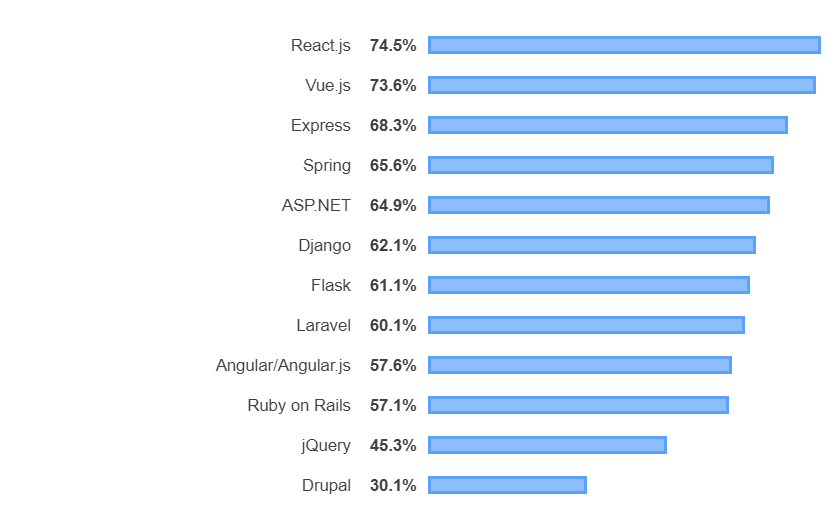 React.js 74.5%
Vue.js 73.6%
Express 68.3%
Spring 65.6%
ASP.NET 64.9%
Django 62.1%
Flask 61.1%
Laravel 60.1%
Angular/Angular.js 57.6%
Ruby on Rails 57.1%
jQuery 45.3%
Drupal 30.1%